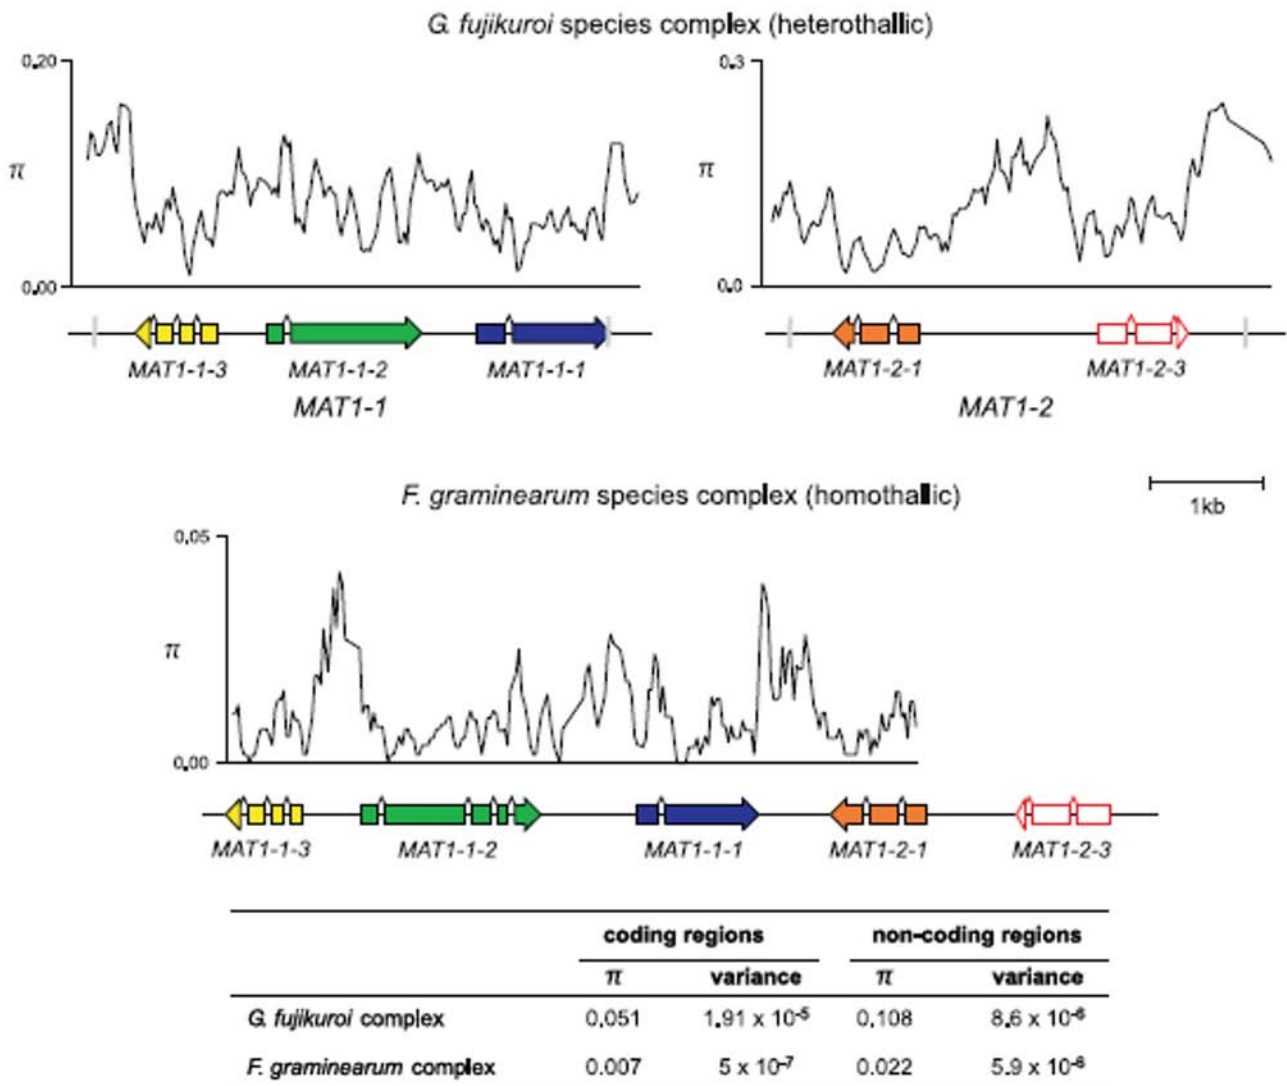 G. fujikuroi species complex (heterothallic)
0.20
π
0.00
MAT1-1-3 MAT1-1-2 MAT1-1-1
MAT1-1
0.3
π
0.0
MAT1-2-1 MAT1-2-3
MAT1-2
F. graminearum species complex (homothallic)
1kb
0.05
π
0.00
MAT1-1-3 MAT1-1-2 MAT1-1-1 MAT1-2-1 MAT1-2-3
coding regions non-coding regions
π variance π variance
G. fujikuroi complex 0.051 1.91 x 10⁻⁵ 0.108 8.6 x 10⁻⁶
F. graminearum complex 0.007 5 x 10⁻⁷ 0.022 5.9 x 10⁻⁶